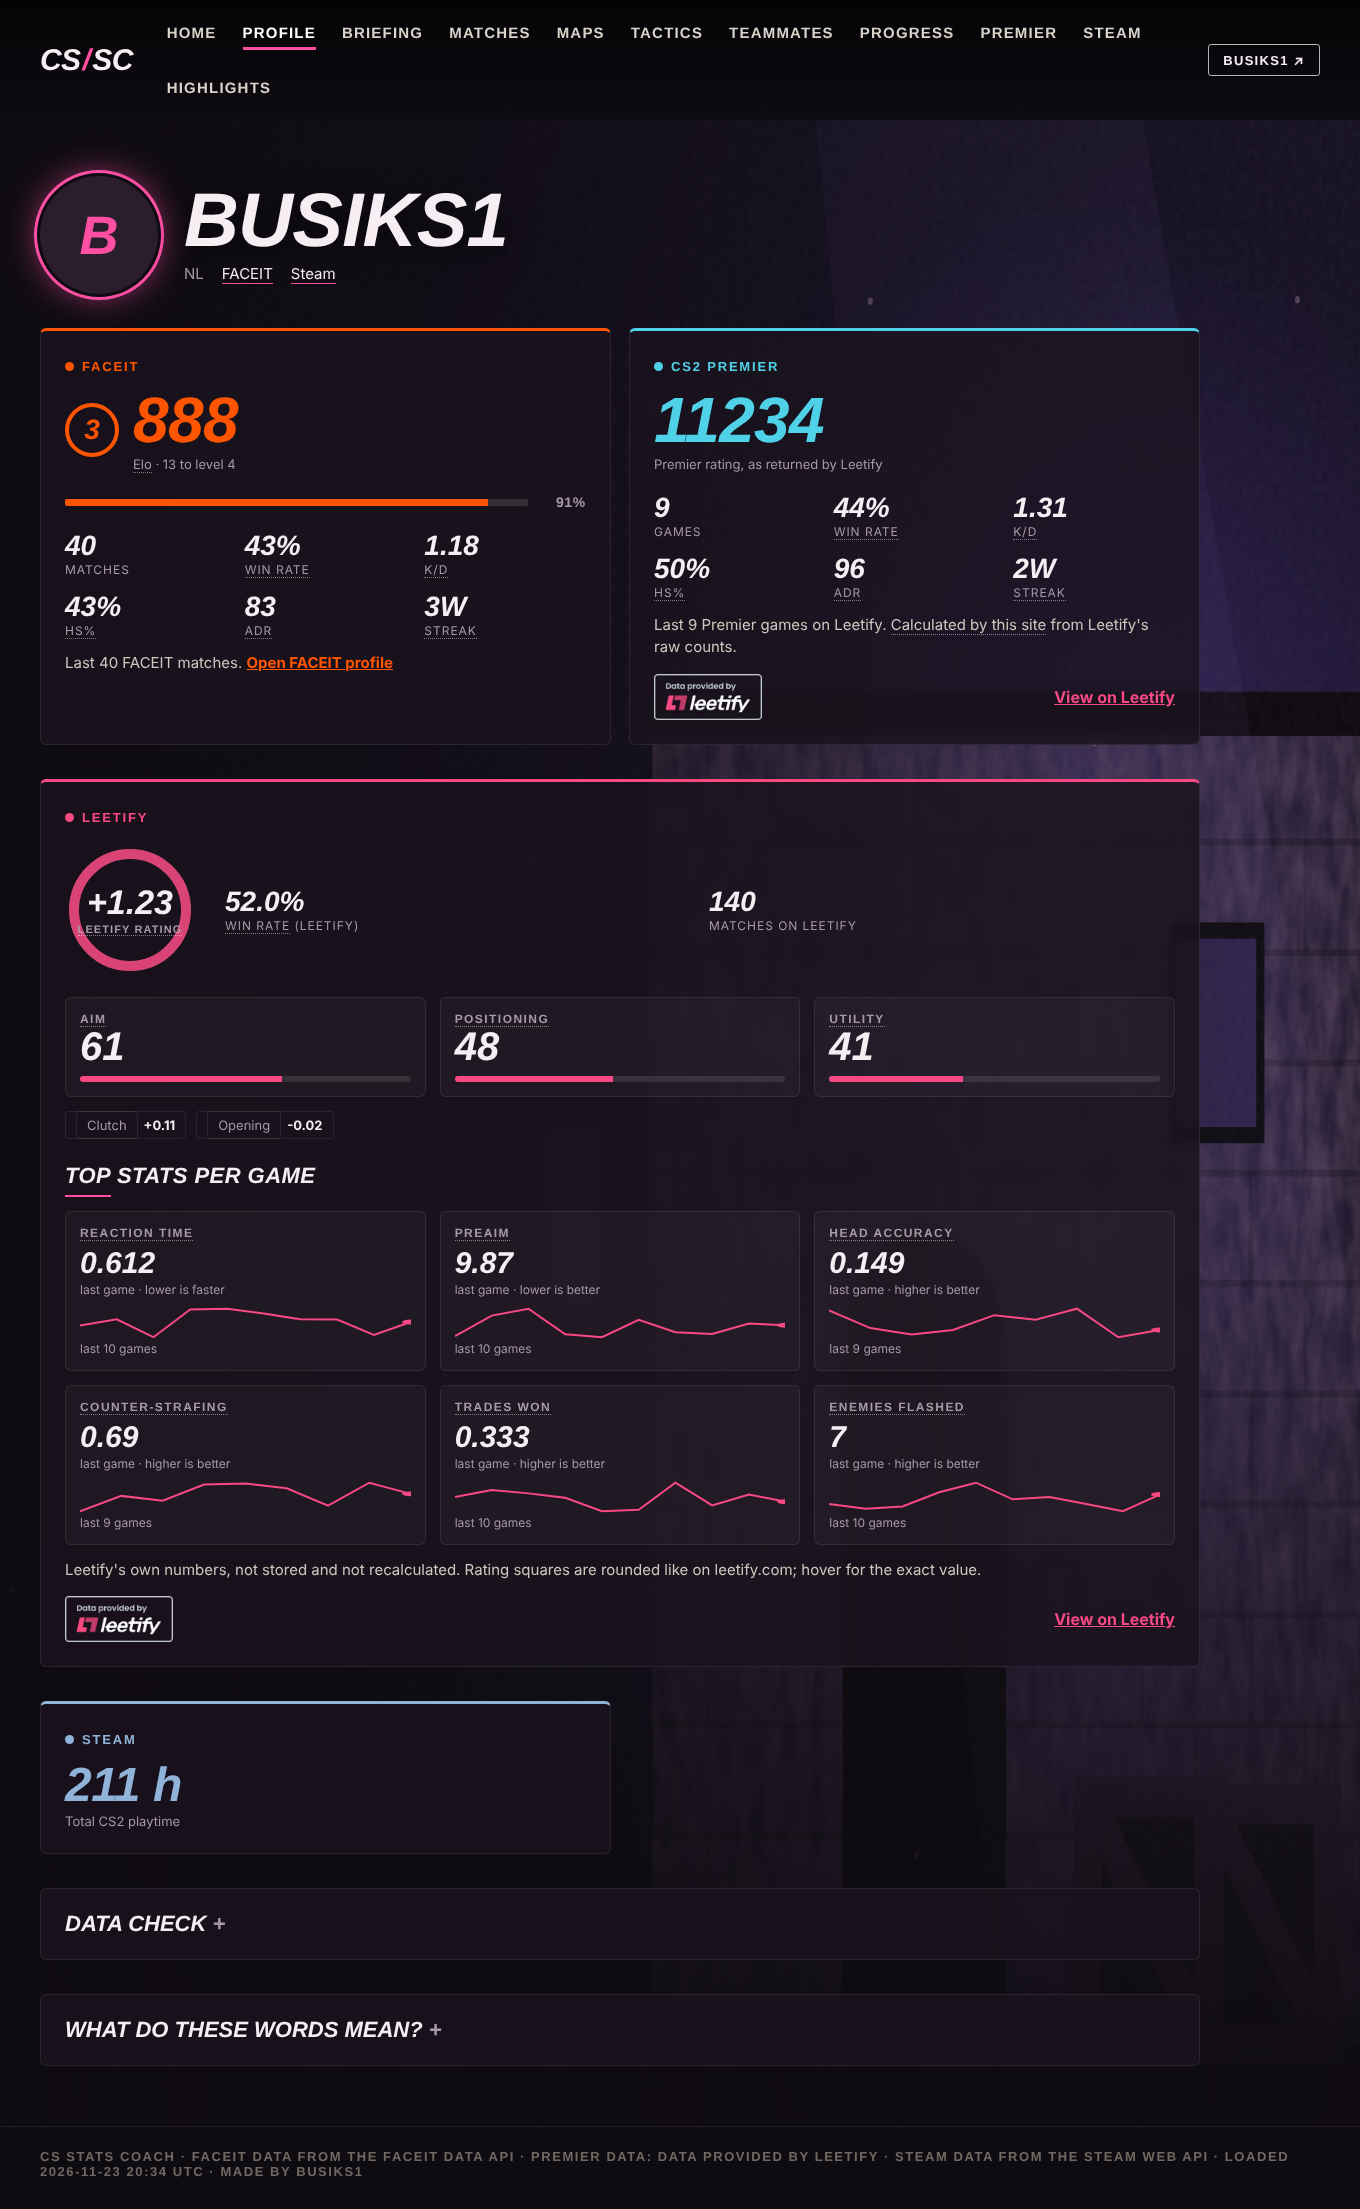 CS/SC
HOME PROFILE BRIEFING MATCHES MAPS TACTICS TEAMMATES PROGRESS PREMIER STEAM
HIGHLIGHTS
BUSIKS1 ↗
B
BUSIKS1
NL FACEIT Steam
FACEIT
3 888
Elo · 13 to level 4
91%
40 43% 1.18
MATCHES WIN RATE K/D
43% 83 3W
HS% ADR STREAK
Last 40 FACEIT matches. Open FACEIT profile
CS2 PREMIER
11234
Premier rating, as returned by Leetify
9 44% 1.31
GAMES WIN RATE K/D
50% 96 2W
HS% ADR STREAK
Last 9 Premier games on Leetify. Calculated by this site from Leetify's
raw counts.
Data provided by
leetify
View on Leetify
LEETIFY
+1.23
LEETIFY RATING
52.0%
WIN RATE (LEETIFY)
140
MATCHES ON LEETIFY
AIM
61
POSITIONING
48
UTILITY
41
Clutch +0.11 Opening -0.02
TOP STATS PER GAME
REACTION TIME
0.612
last game · lower is faster
last 10 games
PREAIM
9.87
last game · lower is better
last 10 games
HEAD ACCURACY
0.149
last game · higher is better
last 9 games
COUNTER-STRAFING
0.69
last game · higher is better
last 9 games
TRADES WON
0.333
last game · higher is better
last 10 games
ENEMIES FLASHED
7
last game · higher is better
last 10 games
Leetify's own numbers, not stored and not recalculated. Rating squares are rounded like on leetify.com; hover for the exact value.
Data provided by
leetify
View on Leetify
STEAM
211 h
Total CS2 playtime
DATA CHECK +
WHAT DO THESE WORDS MEAN? +
CS STATS COACH · FACEIT DATA FROM THE FACEIT DATA API · PREMIER DATA: DATA PROVIDED BY LEETIFY · STEAM DATA FROM THE STEAM WEB API · LOADED
2026-11-23 20:34 UTC · MADE BY BUSIKS1